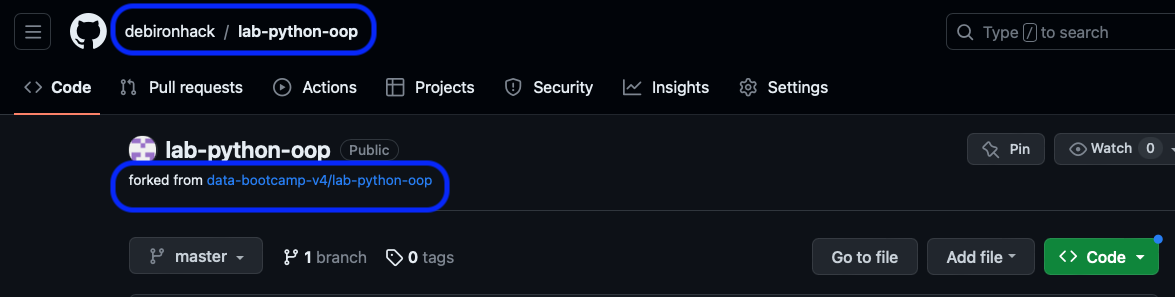 debironhack / lab-python-oop
Type / to search
Code Pull requests Actions Projects Security Insights Settings
lab-python-oop Public
Pin Watch 0
forked from data-bootcamp-v4/lab-python-oop
master 1 branch 0 tags Go to file Add file Code